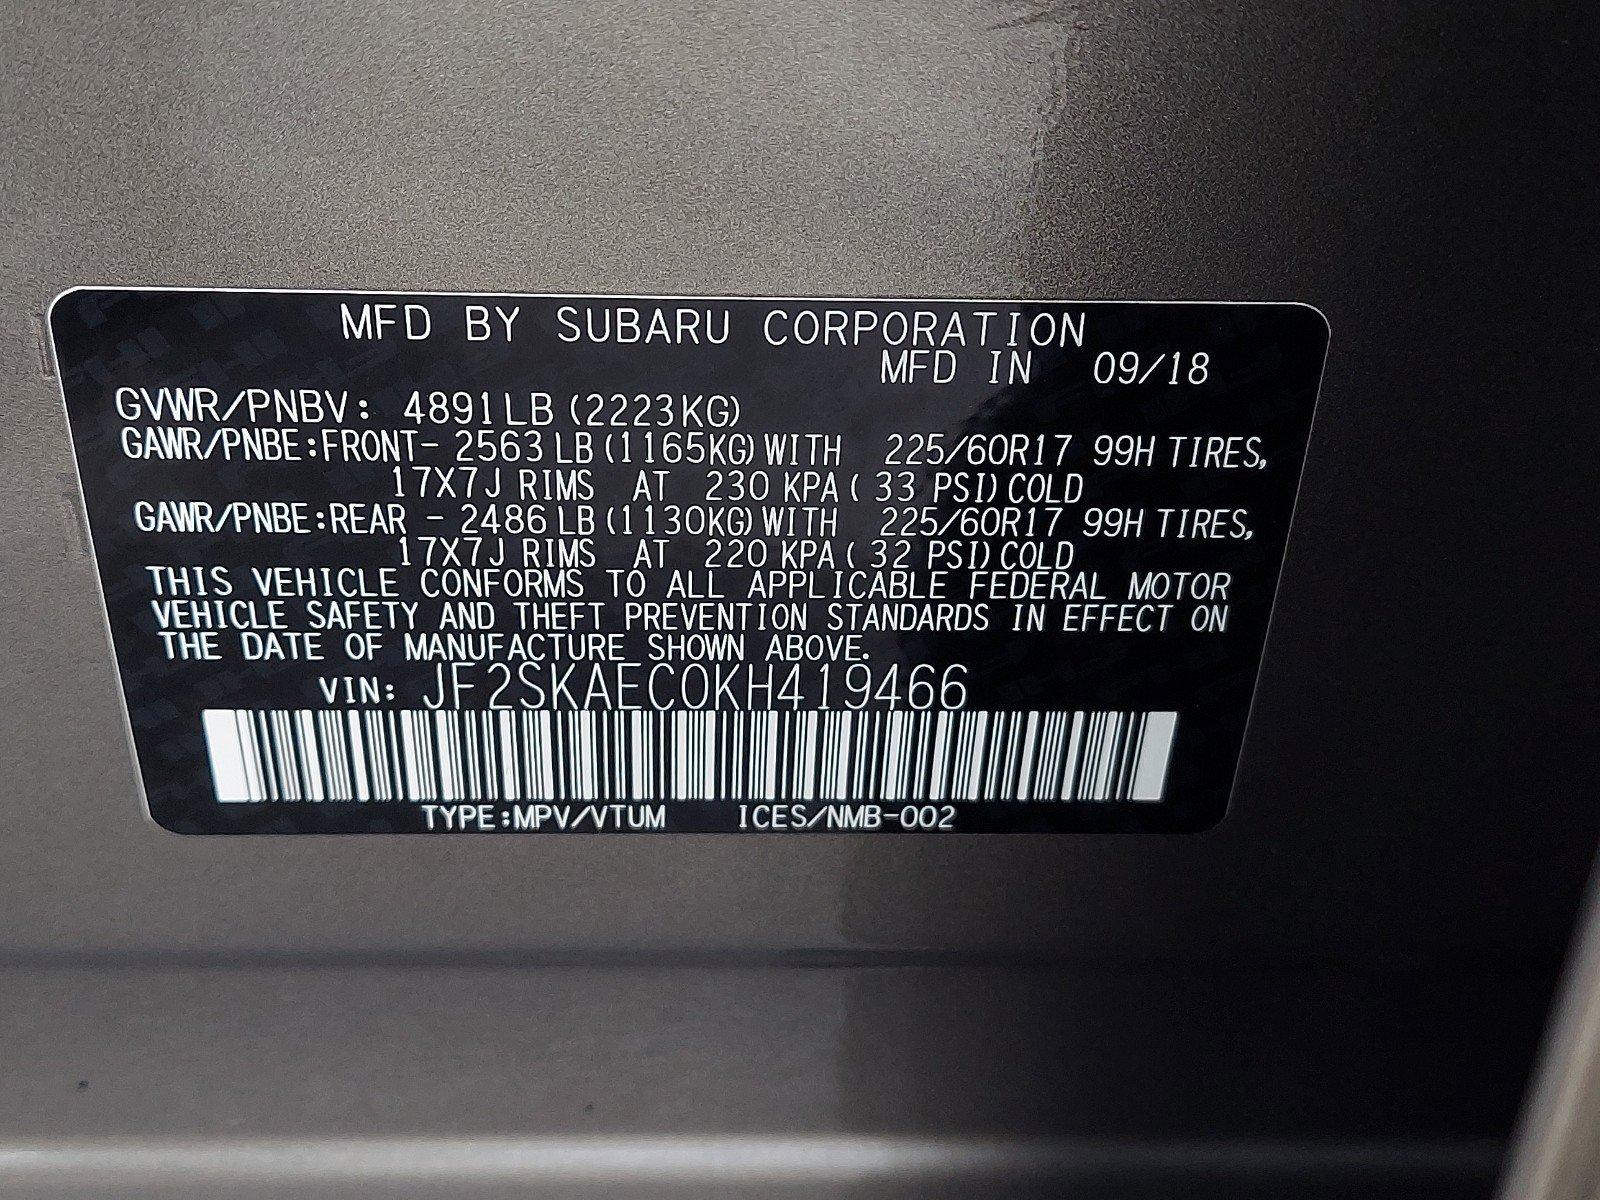 MFD BY SUBARU CORPORATION
MFD IN 09/18
GVWR/PNBV: 4891LB (2223KG)
GAWR/PNBE:FRONT- 2563 LB (1165KG) WITH 225/60R17 99H TIRES,
17X7J RIMS AT 230 KPA ( 33 PSI) COLD
GAWR/PNBE:REAR - 2486 LB (1130KG) WITH 225/60R17 99H TIRES,
17X7J RIMS AT 220 KPA ( 32 PSI) COLD
THIS VEHICLE CONFORMS TO ALL APPLICABLE FEDERAL MOTOR
VEHICLE SAFETY AND THEFT PREVENTION STANDARDS IN EFFECT ON
THE DATE OF MANUFACTURE SHOWN ABOVE.
VIN: JF2SKAEC0KH419466
TYPE:MPV/VTUM ICES/NMB-002